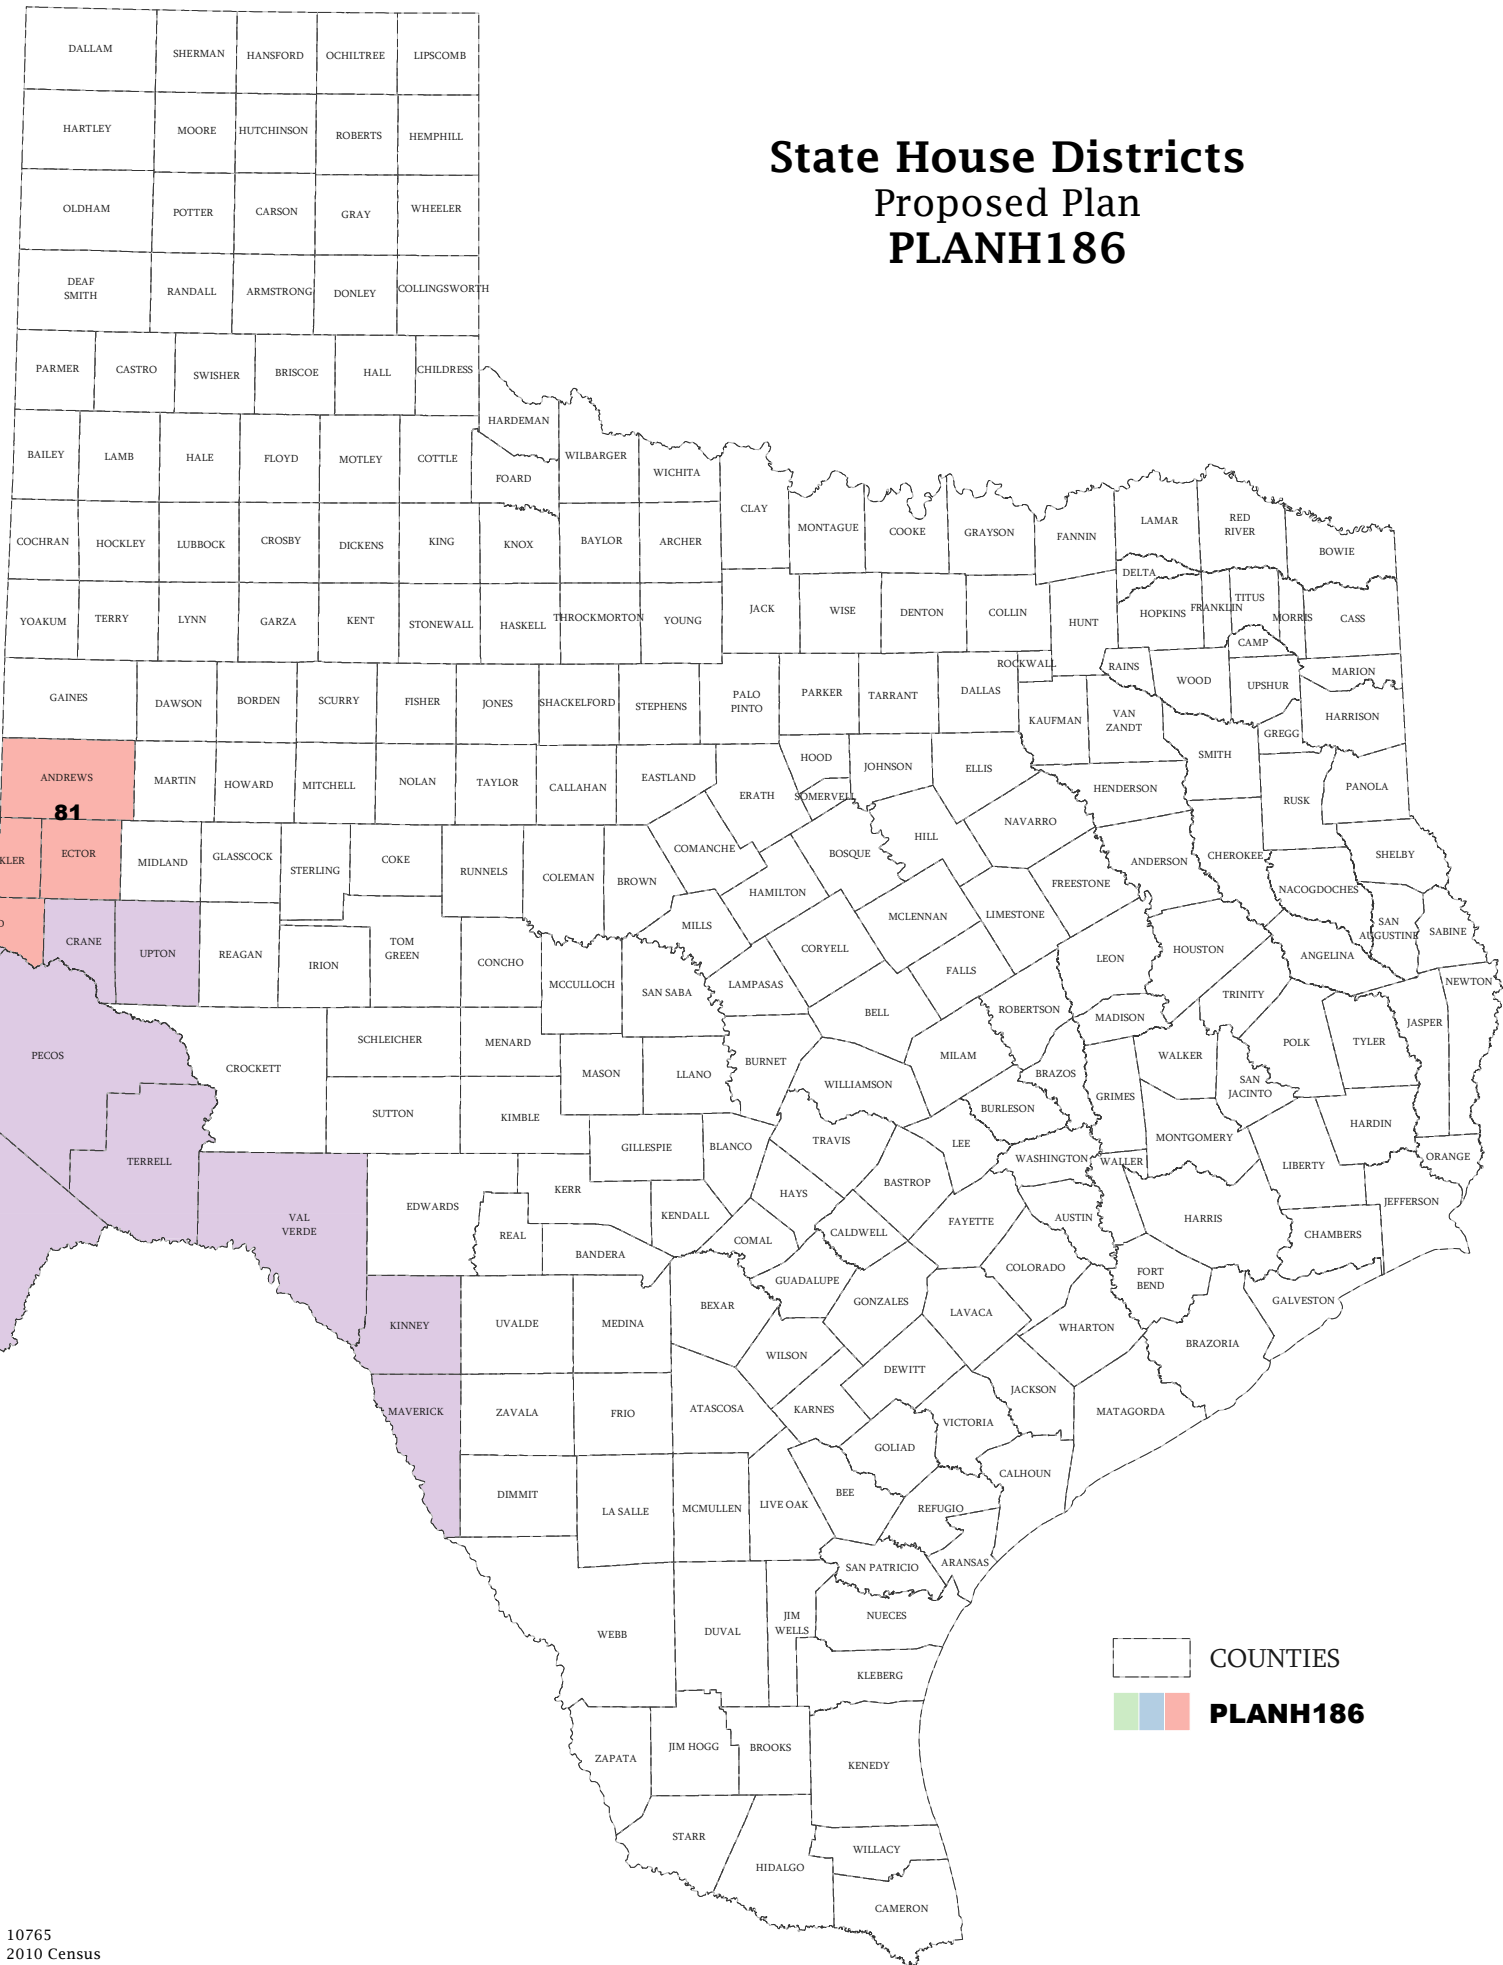 DALLAM
SHERMAN
HANSFORD
OCHILTREE
LIPSCOMB
HARTLEY
MOORE
HUTCHINSON
ROBERTS
HEMPHILL
State House Districts
Proposed Plan
PLANH186
OLDHAM
POTTER
CARSON
GRAY
WHEELER
DEAF
SMITH
RANDALL
ARMSTRONG
DONLEY
COLLINGSWORTH
PARMER
CASTRO
SWISHER
BRISCOE
HALL
CHILDRESS
HARDEMAN
BAILEY
LAMB
HALE
FLOYD
MOTLEY
COTTLE
FOARD
WILBARGER
WICHITA
CLAY
MONTAGUE
COOKE
GRAYSON
FANNIN
LAMAR
RED
RIVER
BOWIE
COCHRAN
HOCKLEY
LUBBOCK
CROSBY
DICKENS
KING
KNOX
BAYLOR
ARCHER
DELTA
YOAKUM
TERRY
LYNN
GARZA
KENT
STONEWALL
HASKELL
THROCKMORTON
YOUNG
JACK
WISE
DENTON
COLLIN
HUNT
HOPKINS
FRANKLIN
TITUS
MORRIS
CASS
CAMP
GAINES
DAWSON
BORDEN
SCURRY
FISHER
JONES
SHACKELFORD
STEPHENS
PALO
PINTO
PARKER
TARRANT
DALLAS
ROCKWALL
RAINS
WOOD
UPSHUR
MARION
KAUFMAN
VAN
ZANDT
GREGG
HARRISON
ANDREWS
81
MARTIN
HOWARD
MITCHELL
NOLAN
TAYLOR
CALLAHAN
EASTLAND
ERATH
HOOD
SOMERVELL
JOHNSON
ELLIS
HENDERSON
SMITH
RUSK
PANOLA
KLER
ECTOR
MIDLAND
GLASSCOCK
STERLING
COKE
RUNNELS
COLEMAN
BROWN
COMANCHE
HAMILTON
BOSQUE
HILL
NAVARRO
FREESTONE
ANDERSON
CHEROKEE
NACOGDOCHES
SHELBY
D
CRANE
UPTON
REAGAN
IRION
TOM
GREEN
CONCHO
MCCULLOCH
SAN SABA
MILLS
LAMPASAS
CORYELL
MCLENNAN
LIMESTONE
FALLS
LEON
HOUSTON
ANGELINA
SAN
AUGUSTINE
SABINE
NEWTON
PECOS
CROCKETT
SCHLEICHER
MENARD
MASON
LLANO
BURNET
BELL
MILAM
ROBERTSON
MADISON
TRINITY
POLK
TYLER
JASPER
SUTTON
KIMBLE
WILLIAMSON
BRAZOS
BURLESON
GRIMES
WALKER
SAN
JACINTO
HARDIN
TERRELL
GILLESPIE
BLANCO
TRAVIS
LEE
WASHINGTON
WALLER
MONTGOMERY
LIBERTY
ORANGE
JEFFERSON
VAL
VERDE
EDWARDS
REAL
KERR
BANDERA
KENDALL
HAYS
COMAL
CALDWELL
BASTROP
FAYETTE
AUSTIN
HARRIS
CHAMBERS
KINNEY
UVALDE
MEDINA
BEXAR
GUADALUPE
GONZALES
LAVACA
COLORADO
FORT
BEND
GALVESTON
WILSON
WHARTON
BRAZORIA
MAVERICK
ZAVALA
FRIO
ATASCOSA
KARNES
DEWITT
JACKSON
MATAGORDA
VICTORIA
GOLIAD
CALHOUN
DIMMIT
LA SALLE
MCMULLEN
LIVE OAK
BEE
REFUGIO
ARANSAS
SAN PATRICIO
WEBB
DUVAL
JIM
WELLS
NUECES
KLEBERG
COUNTIES
PLANH186
ZAPATA
JIM HOGG
BROOKS
KENEDY
STARR
HIDALGO
WILLACY
CAMERON
10765
2010 Census